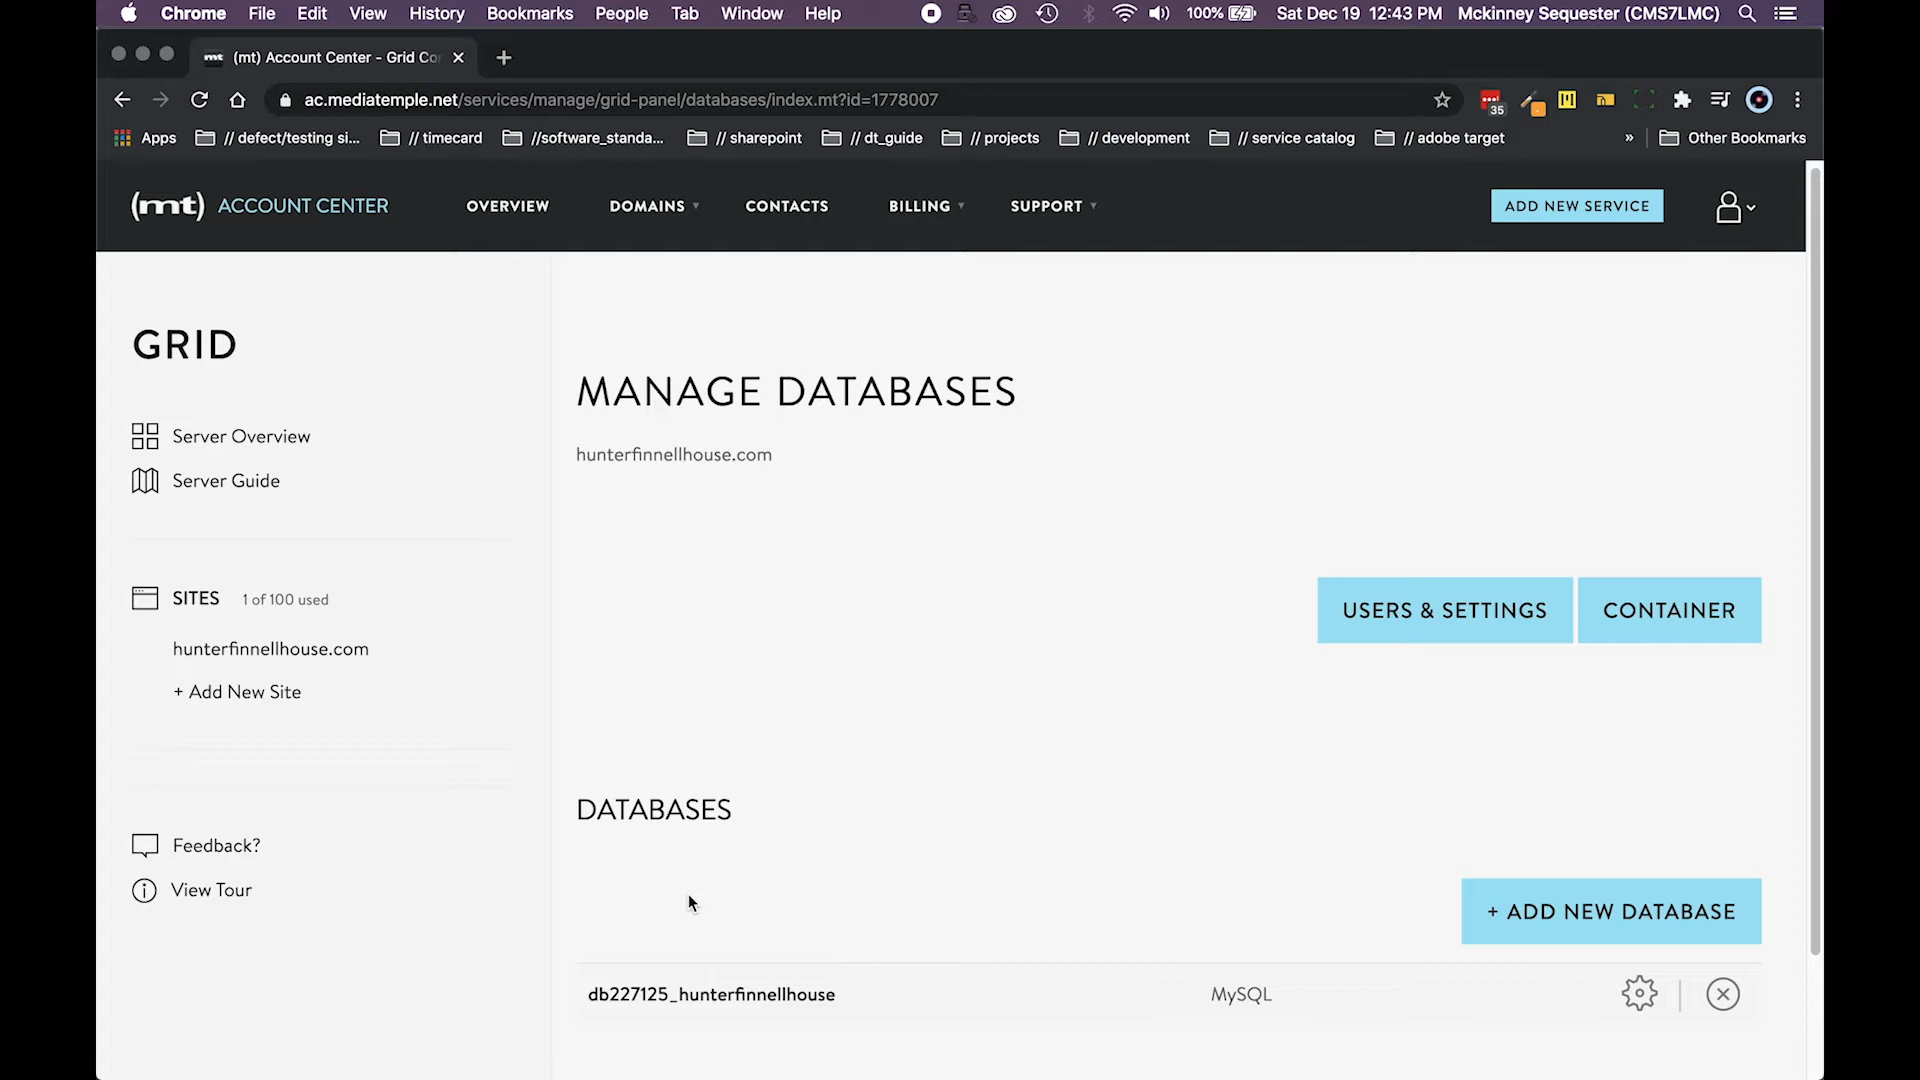 Chrome File Edit View History Bookmarks People Tab Window Help 100% Sat Dec 19 12:43 PM Mckinney Sequester (CMS7LMC)
(mt) Account Center - Grid Co
ac.mediatemple.net/services/manage/grid-panel/databases/index.mt?id=1778007 35
Apps // defect/testing si... // timecard //software_standa... // sharepoint // dt_guide // projects // development // service catalog // adobe target » Other Bookmarks
(mt) ACCOUNT CENTER OVERVIEW DOMAINS CONTACTS BILLING SUPPORT ADD NEW SERVICE
GRID
Server Overview
Server Guide
SITES 1 of 100 used
hunterfinnellhouse.com
+ Add New Site
Feedback?
View Tour
MANAGE DATABASES
hunterfinnellhouse.com
USERS & SETTINGS CONTAINER
DATABASES
+ ADD NEW DATABASE
db227125_hunterfinnellhouse MySQL